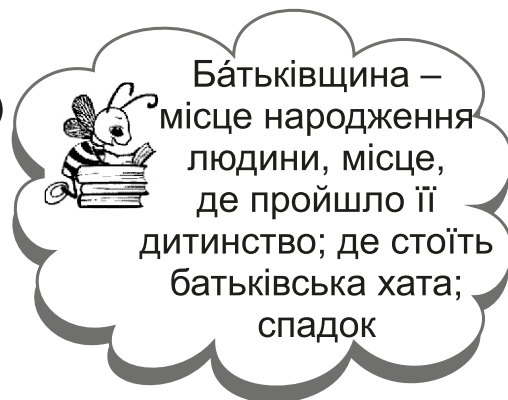 Ба́тьківщина –
місце народження
людини, місце,
де пройшло її
дитинство; де стоїть
батьківська хата;
спадок